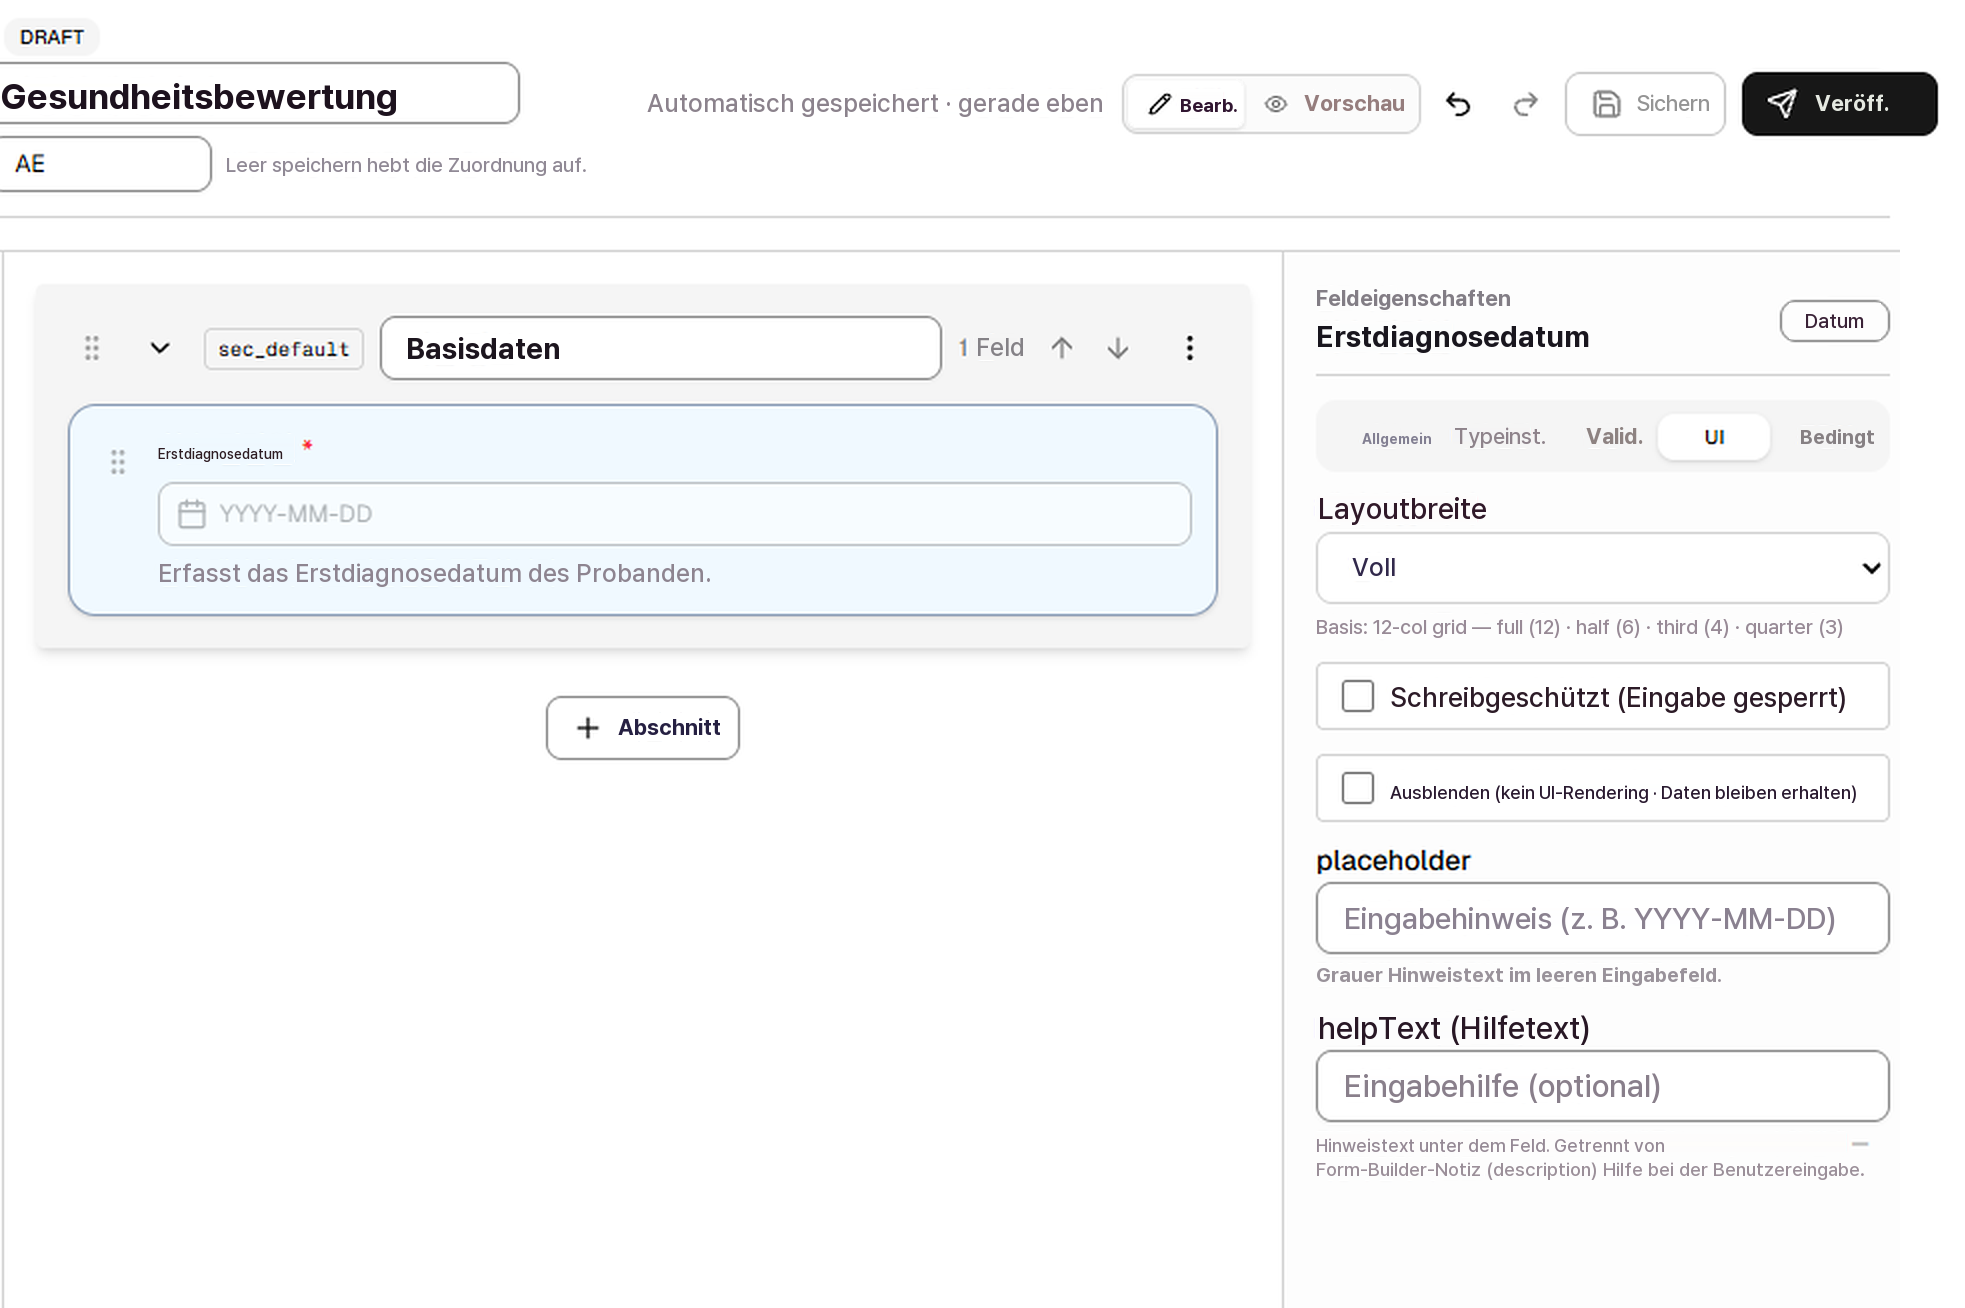 DRAFT
Gesundheitsbewertung
Automatisch gespeichert · gerade eben
Bearb.
Vorschau
Sichern
Veröff.
AE
Leer speichern hebt die Zuordnung auf.
sec_default
Basisdaten
1 Feld
Erstdiagnosedatum *
YYYY-MM-DD
Erfasst das Erstdiagnosedatum des Probanden.
Abschnitt
Feldeigenschaften
Erstdiagnosedatum
Datum
Allgemein
Typeinst.
Valid.
UI
Bedingt
Layoutbreite
Voll
Basis: 12-col grid — full (12) · half (6) · third (4) · quarter (3)
Schreibgeschützt (Eingabe gesperrt)
Ausblenden (kein UI-Rendering · Daten bleiben erhalten)
placeholder
Eingabehinweis (z. B. YYYY-MM-DD)
Grauer Hinweistext im leeren Eingabefeld.
helpText (Hilfetext)
Eingabehilfe (optional)
Hinweistext unter dem Feld. Getrennt von –
Form-Builder-Notiz (description) Hilfe bei der Benutzereingabe.